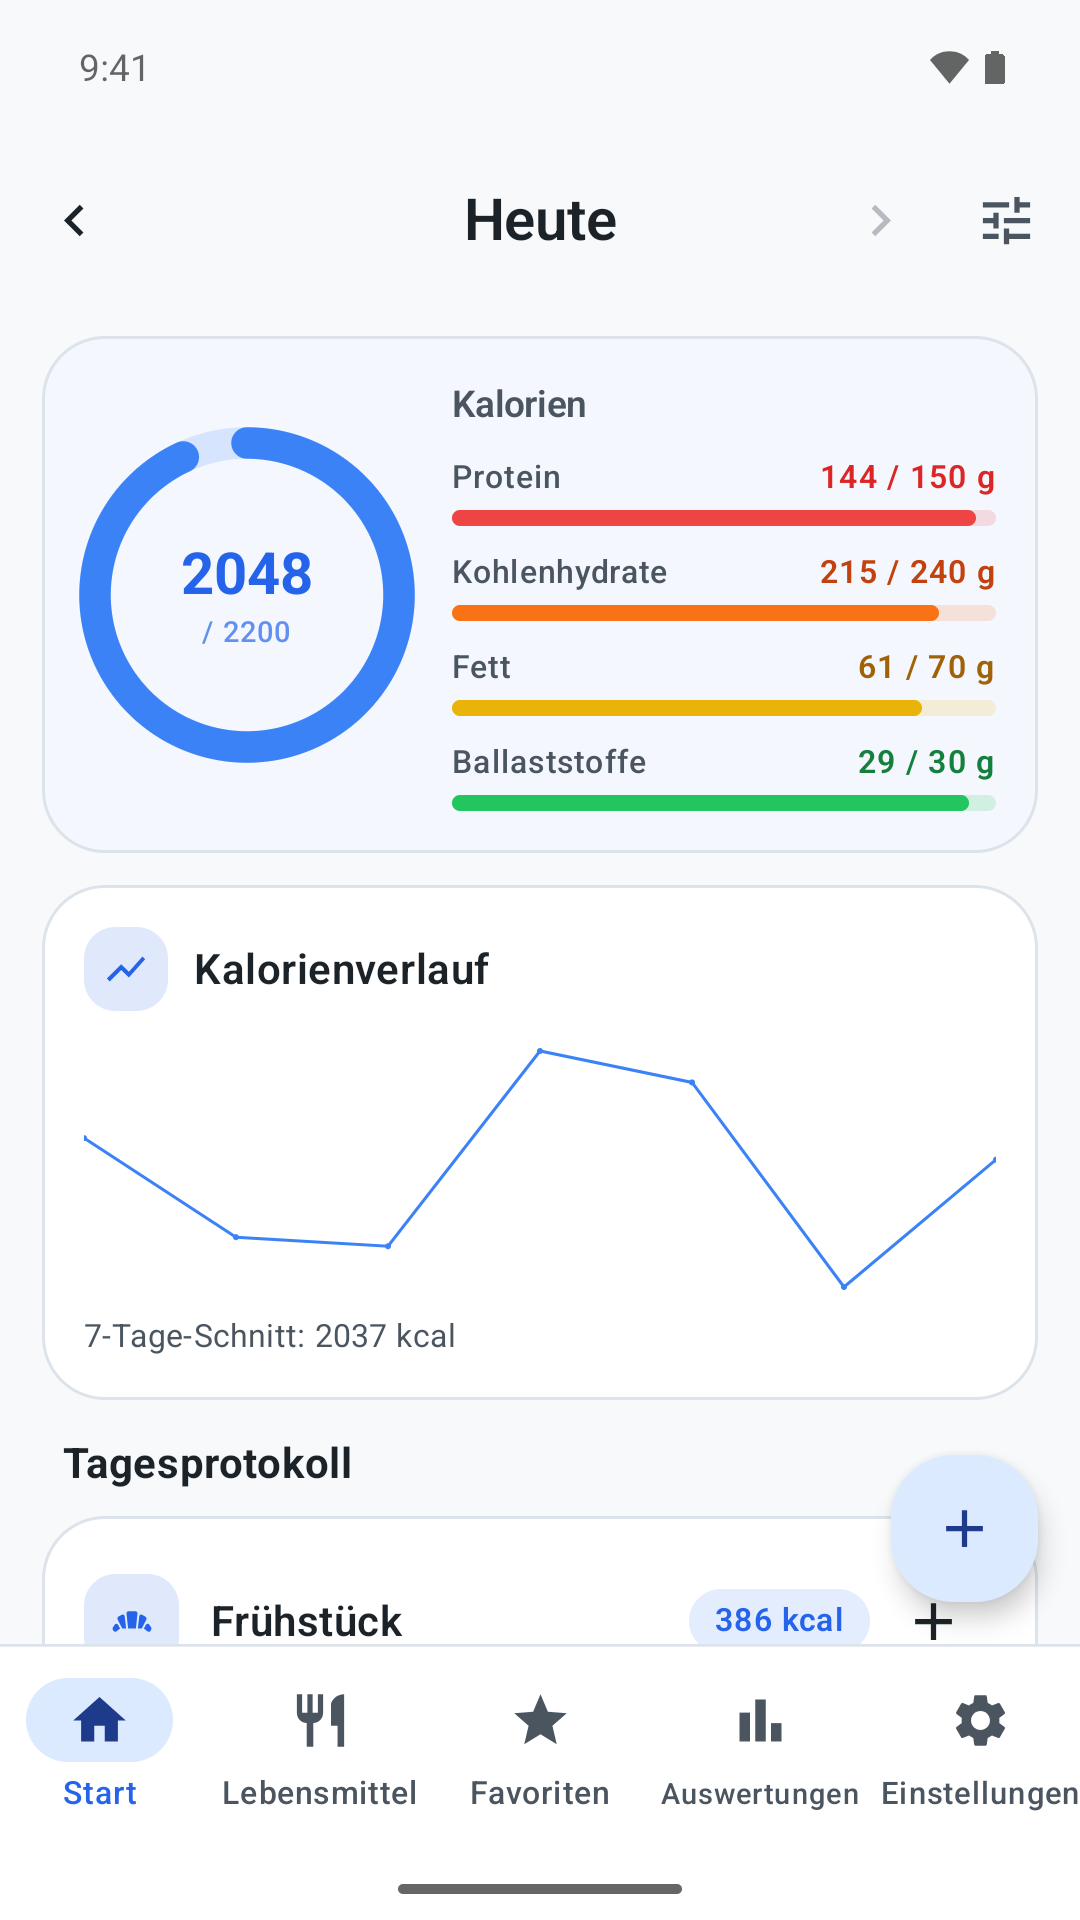 9:41
Heute
Kalorien
2048
/ 2200
Protein 144 / 150 g
Kohlenhydrate 215 / 240 g
Fett 61 / 70 g
Ballaststoffe 29 / 30 g
Kalorienverlauf
7-Tage-Schnitt: 2037 kcal
Tagesprotokoll
Frühstück 386 kcal
Start Lebensmittel Favoriten Auswertungen Einstellungen